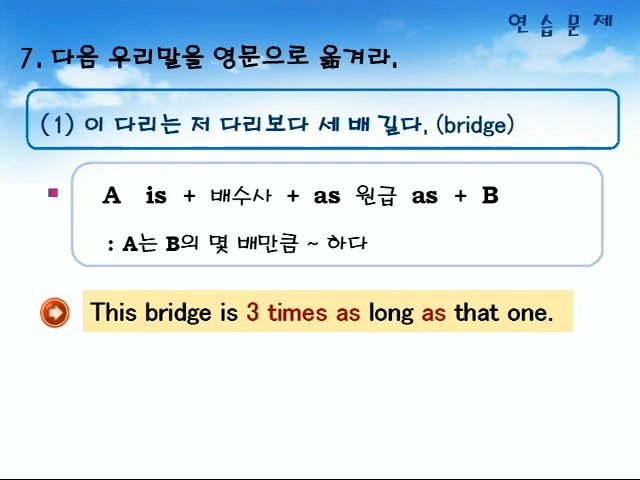 연 습 문 제
7. 다음 우리말을 영문으로 옮겨라.
(1) 이 다리는 저 다리보다 세 배 길다. (bridge)
A is + 배수사 + as 원급 as + B
: A는 B의 몇 배만큼 ~ 하다
This bridge is 3 times as long as that one.